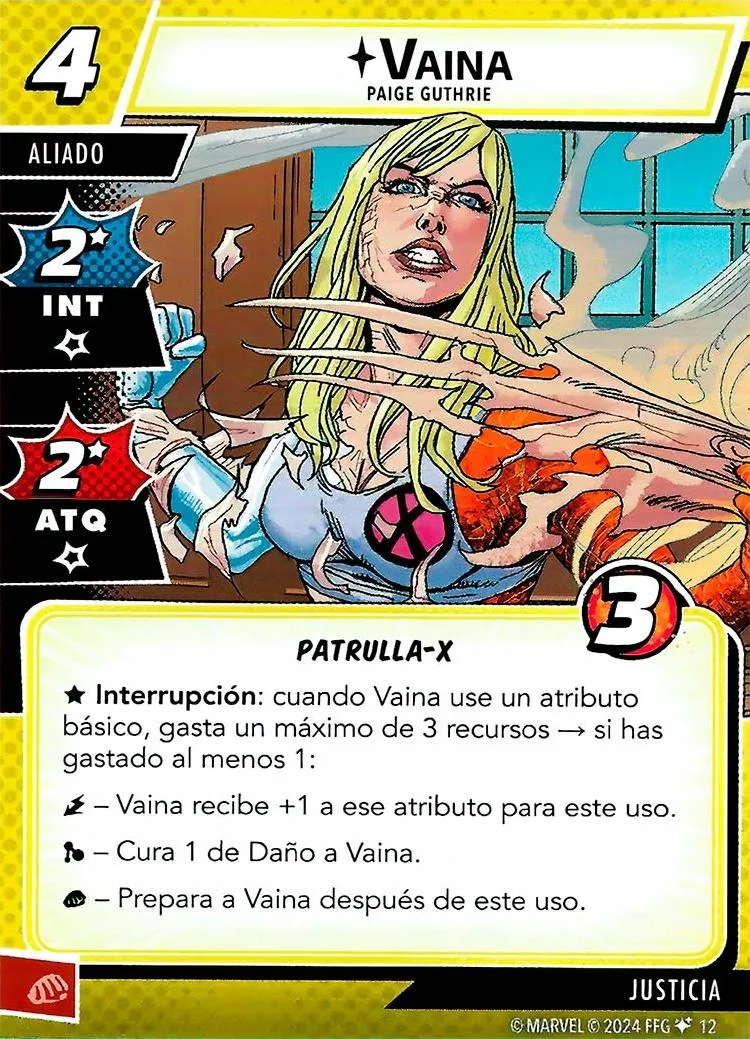 4
VAINA
PAIGE GUTHRIE
ALIADO
2
INT
2
ATQ
3
PATRULLA-X
Interrupción: cuando Vaina use un atributo
básico, gasta un máximo de 3 recursos → si has
gastado al menos 1:
– Vaina recibe +1 a ese atributo para este uso.
– Cura 1 de Daño a Vaina.
– Prepara a Vaina después de este uso.
JUSTICIA
© MARVEL © 2024 FFG 12